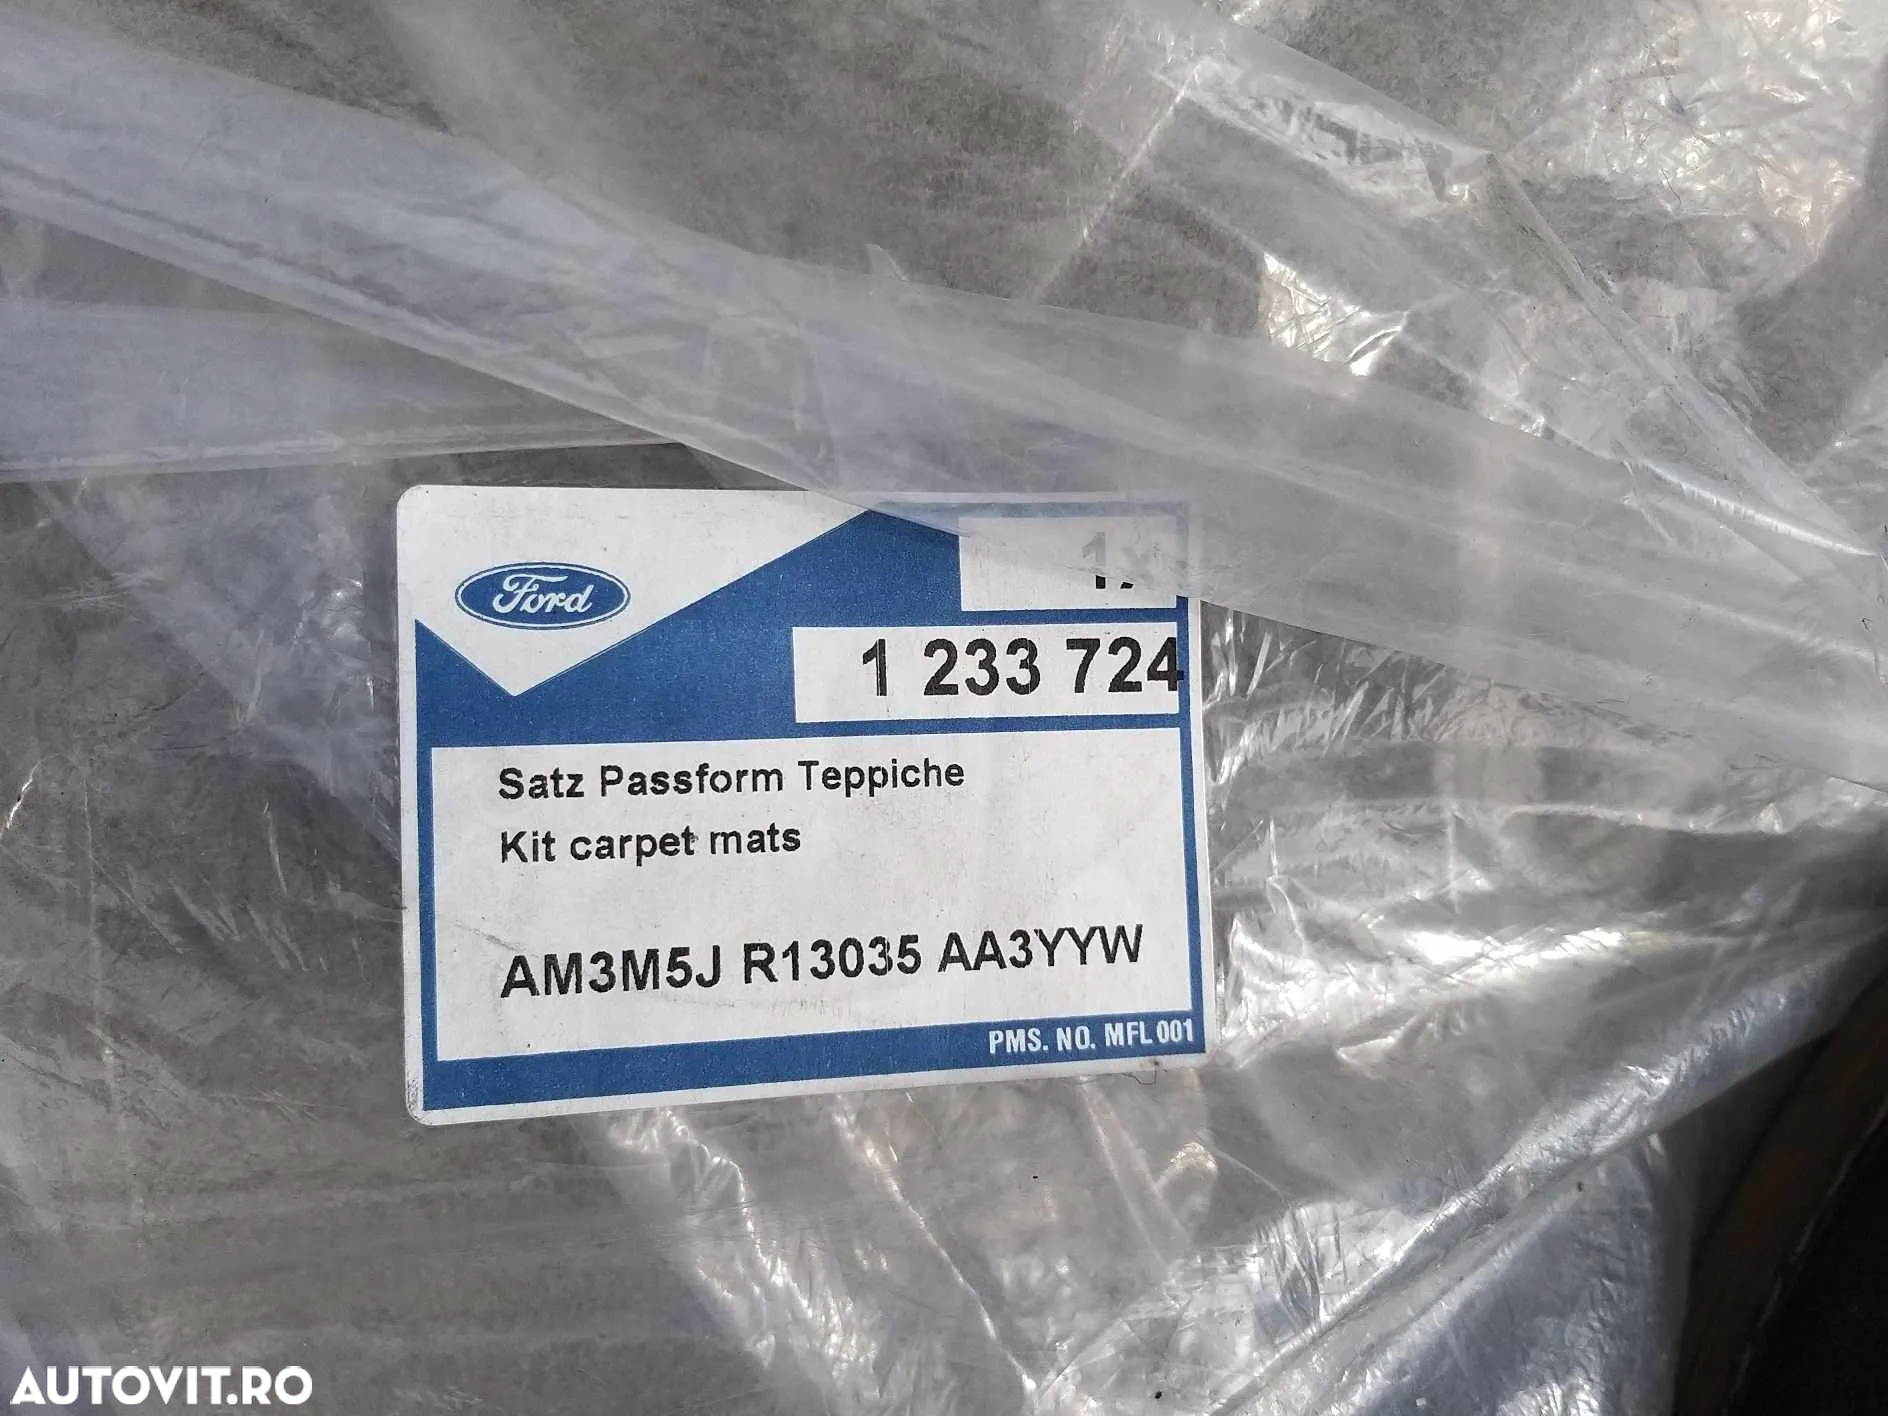 Ford
1x
1 233 724
Satz Passform Teppiche
Kit carpet mats
AM3M5J R13035 AA3YYW
PMS. NO. MFL 001
AUTOVIT.RO